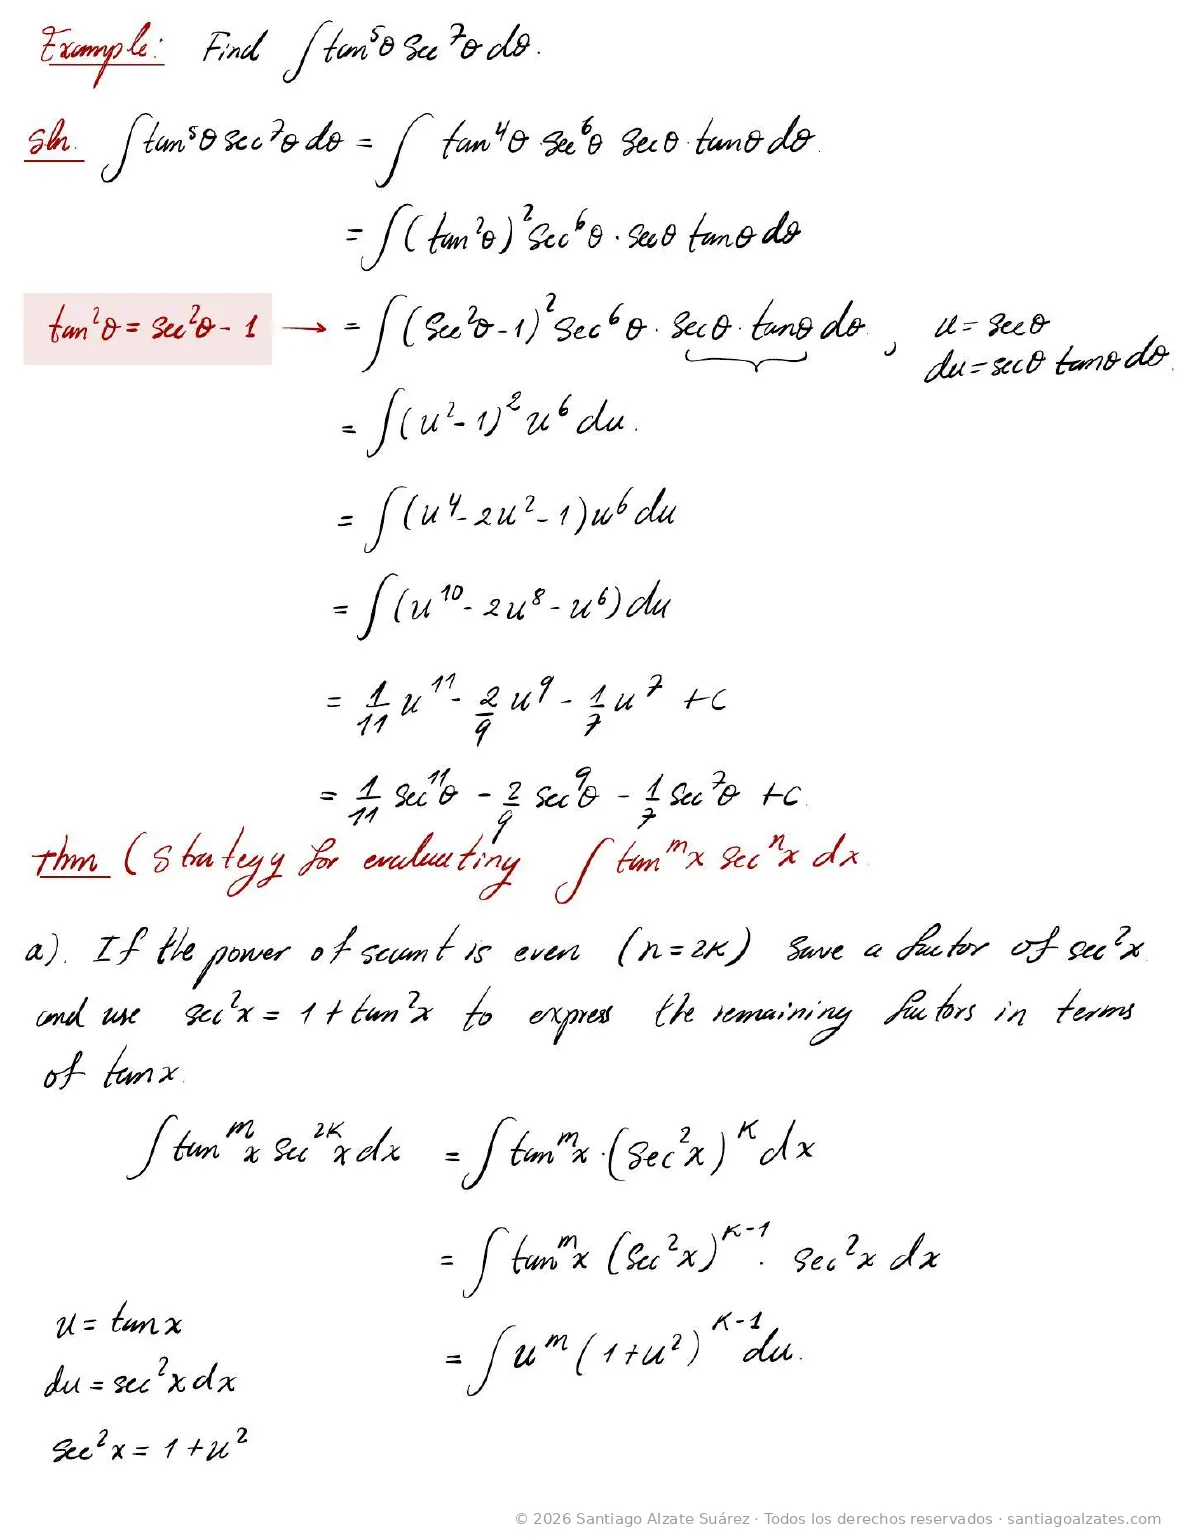 Example: Find ∫ tan⁵θ sec⁷θ dθ.
Sln. ∫ tan⁵θ sec⁷θ dθ = ∫ tan⁴θ · sec⁶θ secθ · tanθ dθ.
= ∫ (tan²θ)² sec⁶θ · secθ tanθ dθ
tan²θ = sec²θ - 1 → = ∫ (sec²θ - 1)² sec⁶θ · secθ · tanθ dθ , u = secθ
du = secθ tanθ dθ.
= ∫ (u² - 1)² u⁶ du.
= ∫ (u⁴ - 2u² - 1) u⁶ du
= ∫ (u¹⁰ - 2u⁸ - u⁶) du
= 1/11 u¹¹ - 2/9 u⁹ - 1/7 u⁷ + C
= 1/11 sec¹¹θ - 2/9 sec⁹θ - 1/7 sec⁷θ + C.
Thm (Strategy for evaluating ∫ tanᵐx secⁿx dx.
a). If the power of secant is even (n = 2K) save a factor of sec²x.
and use sec²x = 1 + tan²x to express the remaining factors in terms
of tan x.
∫ tanᵐx sec²ᴷx dx = ∫ tanᵐx · (sec²x)ᴷ dx
= ∫ tanᵐx (sec²x)ᴷ⁻¹ · sec²x dx
u = tan x
= ∫ uᵐ (1 + u²)ᴷ⁻¹ du.
du = sec²x dx
sec²x = 1 + u²
© 2026 Santiago Alzate Suárez · Todos los derechos reservados · santiagoalzates.com